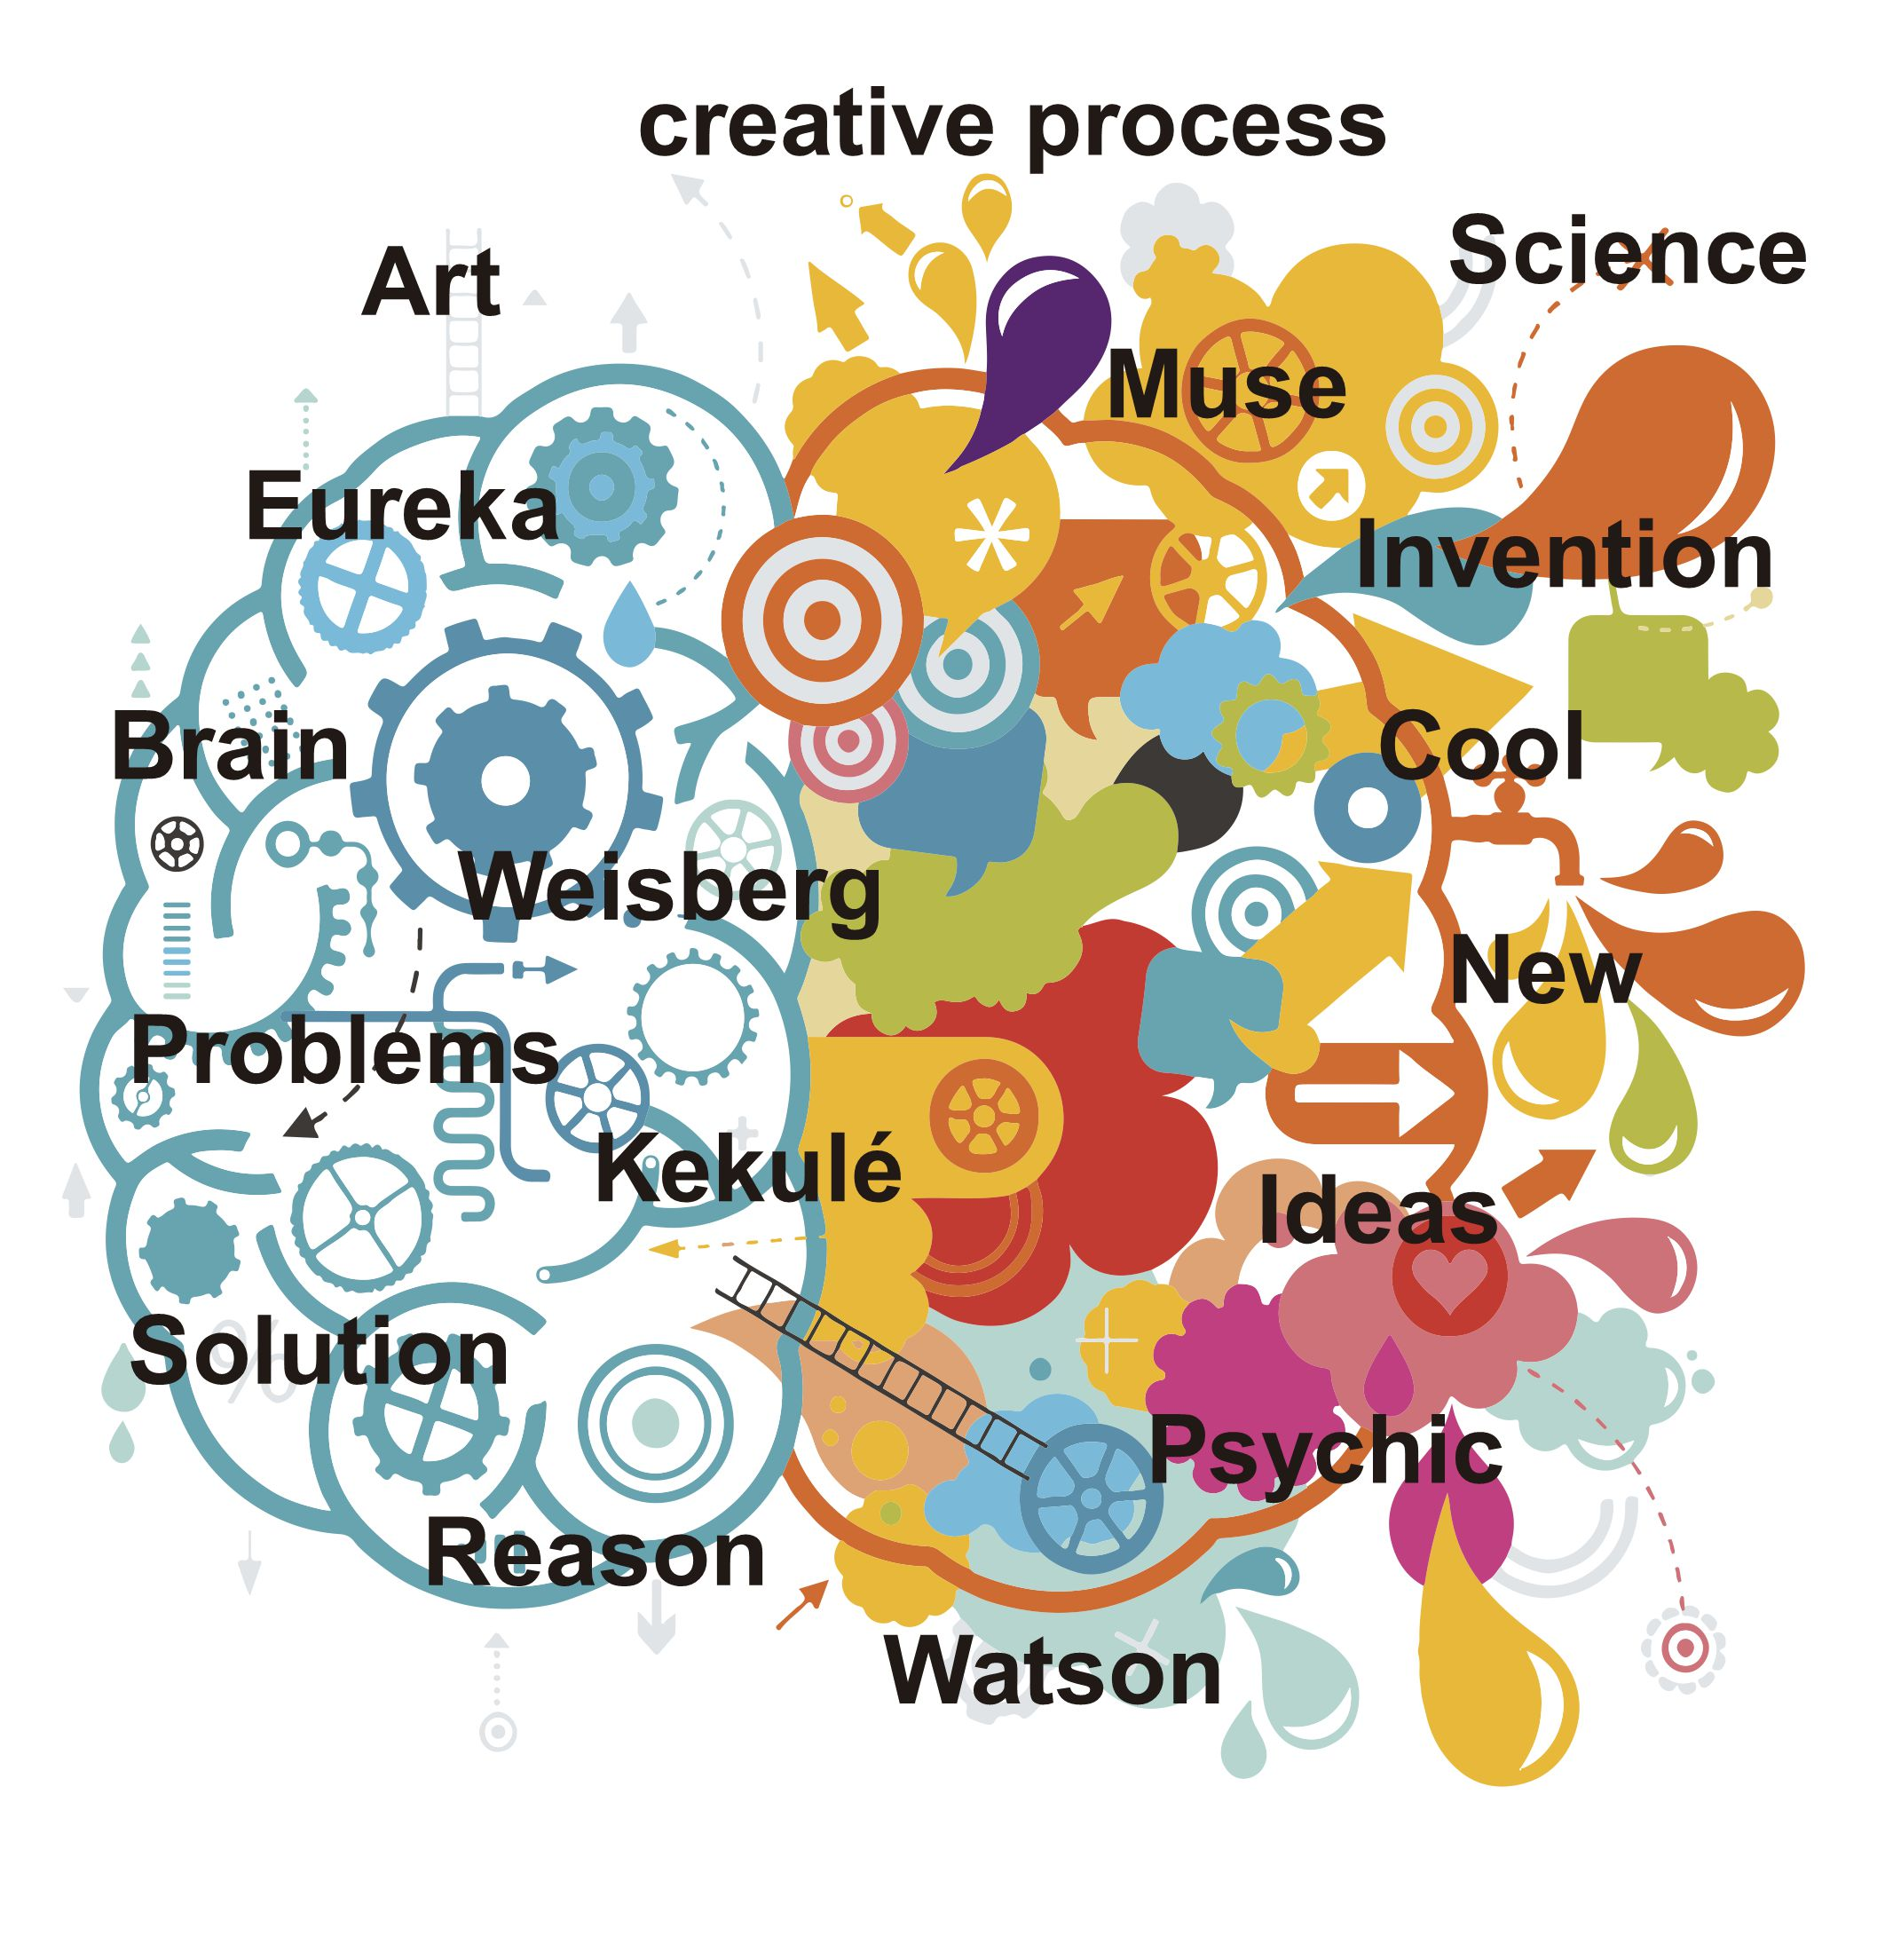 creative process
Art
Science
Muse
Eureka
Invention
Brain
Cool
Weisberg
New
Problems
Kekulé
Ideas
Solution
Psychic
Reason
Watson